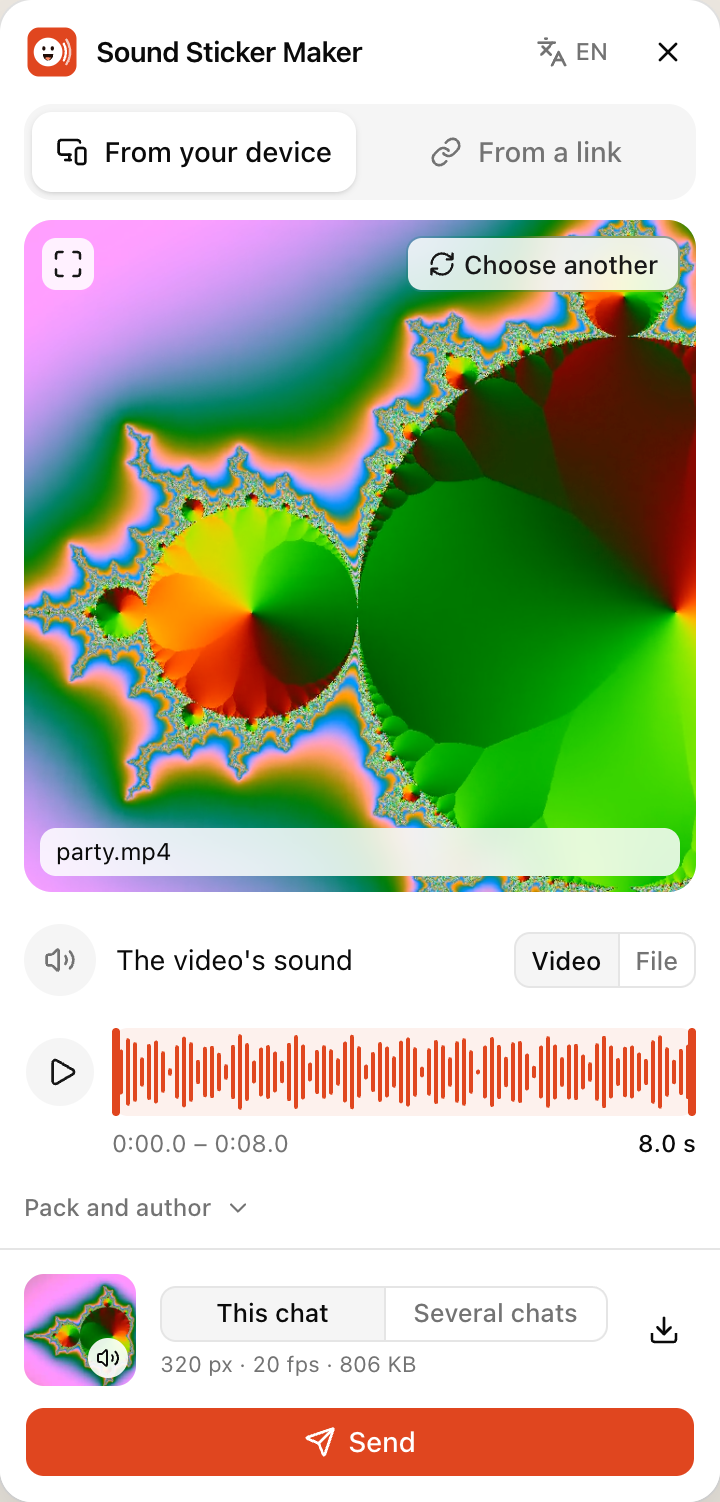 Sound Sticker Maker
EN
From your device
From a link
Choose another
party.mp4
The video's sound
Video
File
0:00.0 – 0:08.0
8.0 s
Pack and author
This chat
Several chats
320 px · 20 fps · 806 KB
Send